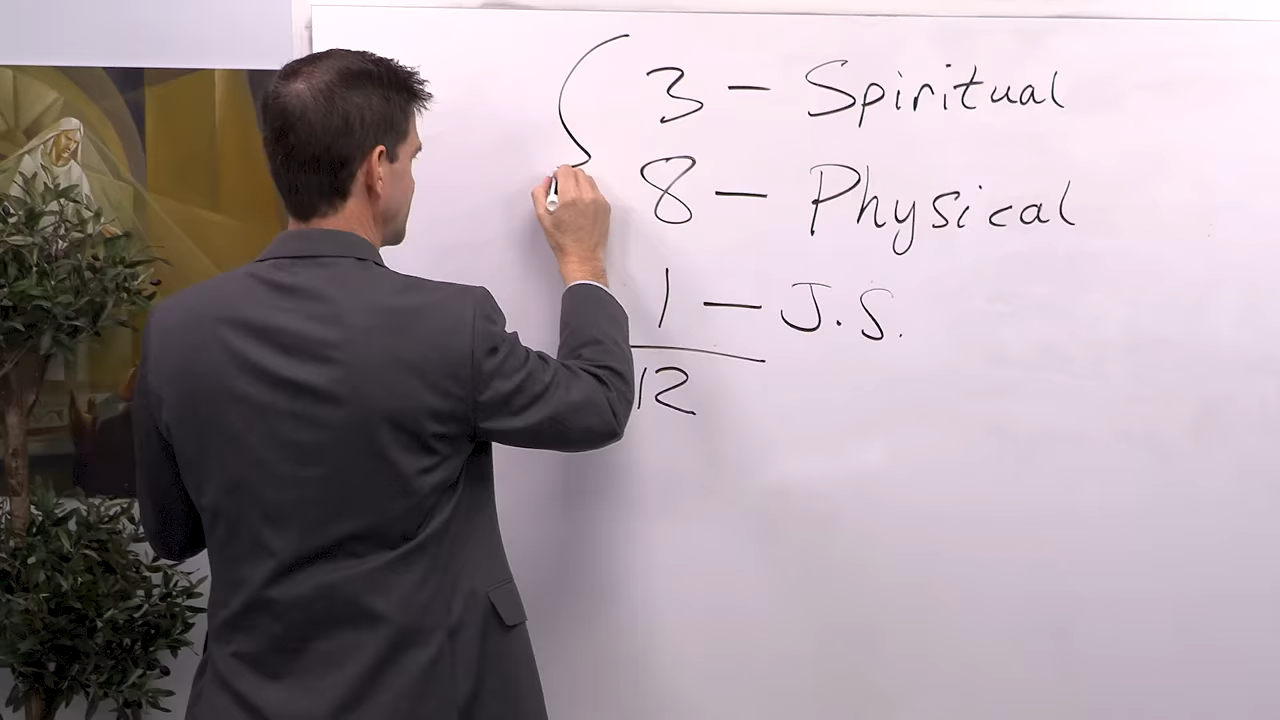 3 – Spiritual
8 – Physical
1 – J.S.
12